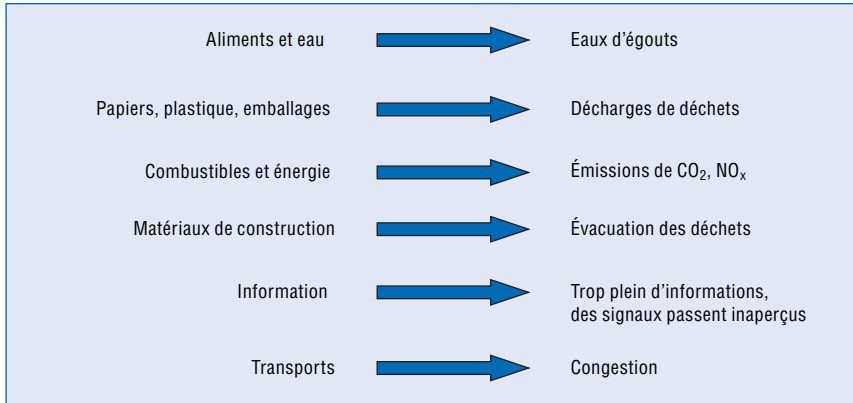 Aliments et eau Eaux d'égouts
Papiers, plastique, emballages Décharges de déchets
Combustibles et énergie Émissions de CO₂, NOₓ
Matériaux de construction Évacuation des déchets
Information Trop plein d'informations,
des signaux passent inaperçus
Transports Congestion